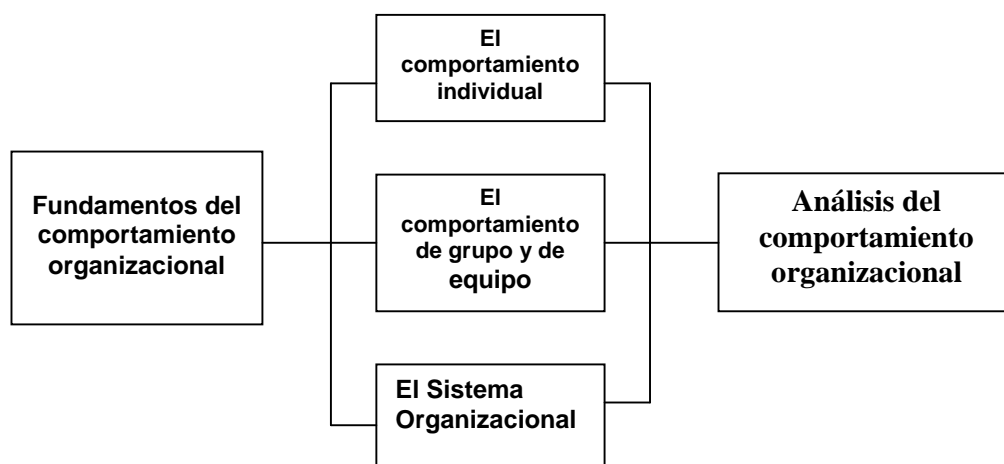 Fundamentos del
comportamiento
organizacional
El
comportamiento
individual
El
comportamiento
de grupo y de
equipo
El Sistema
Organizacional
Análisis del
comportamiento
organizacional